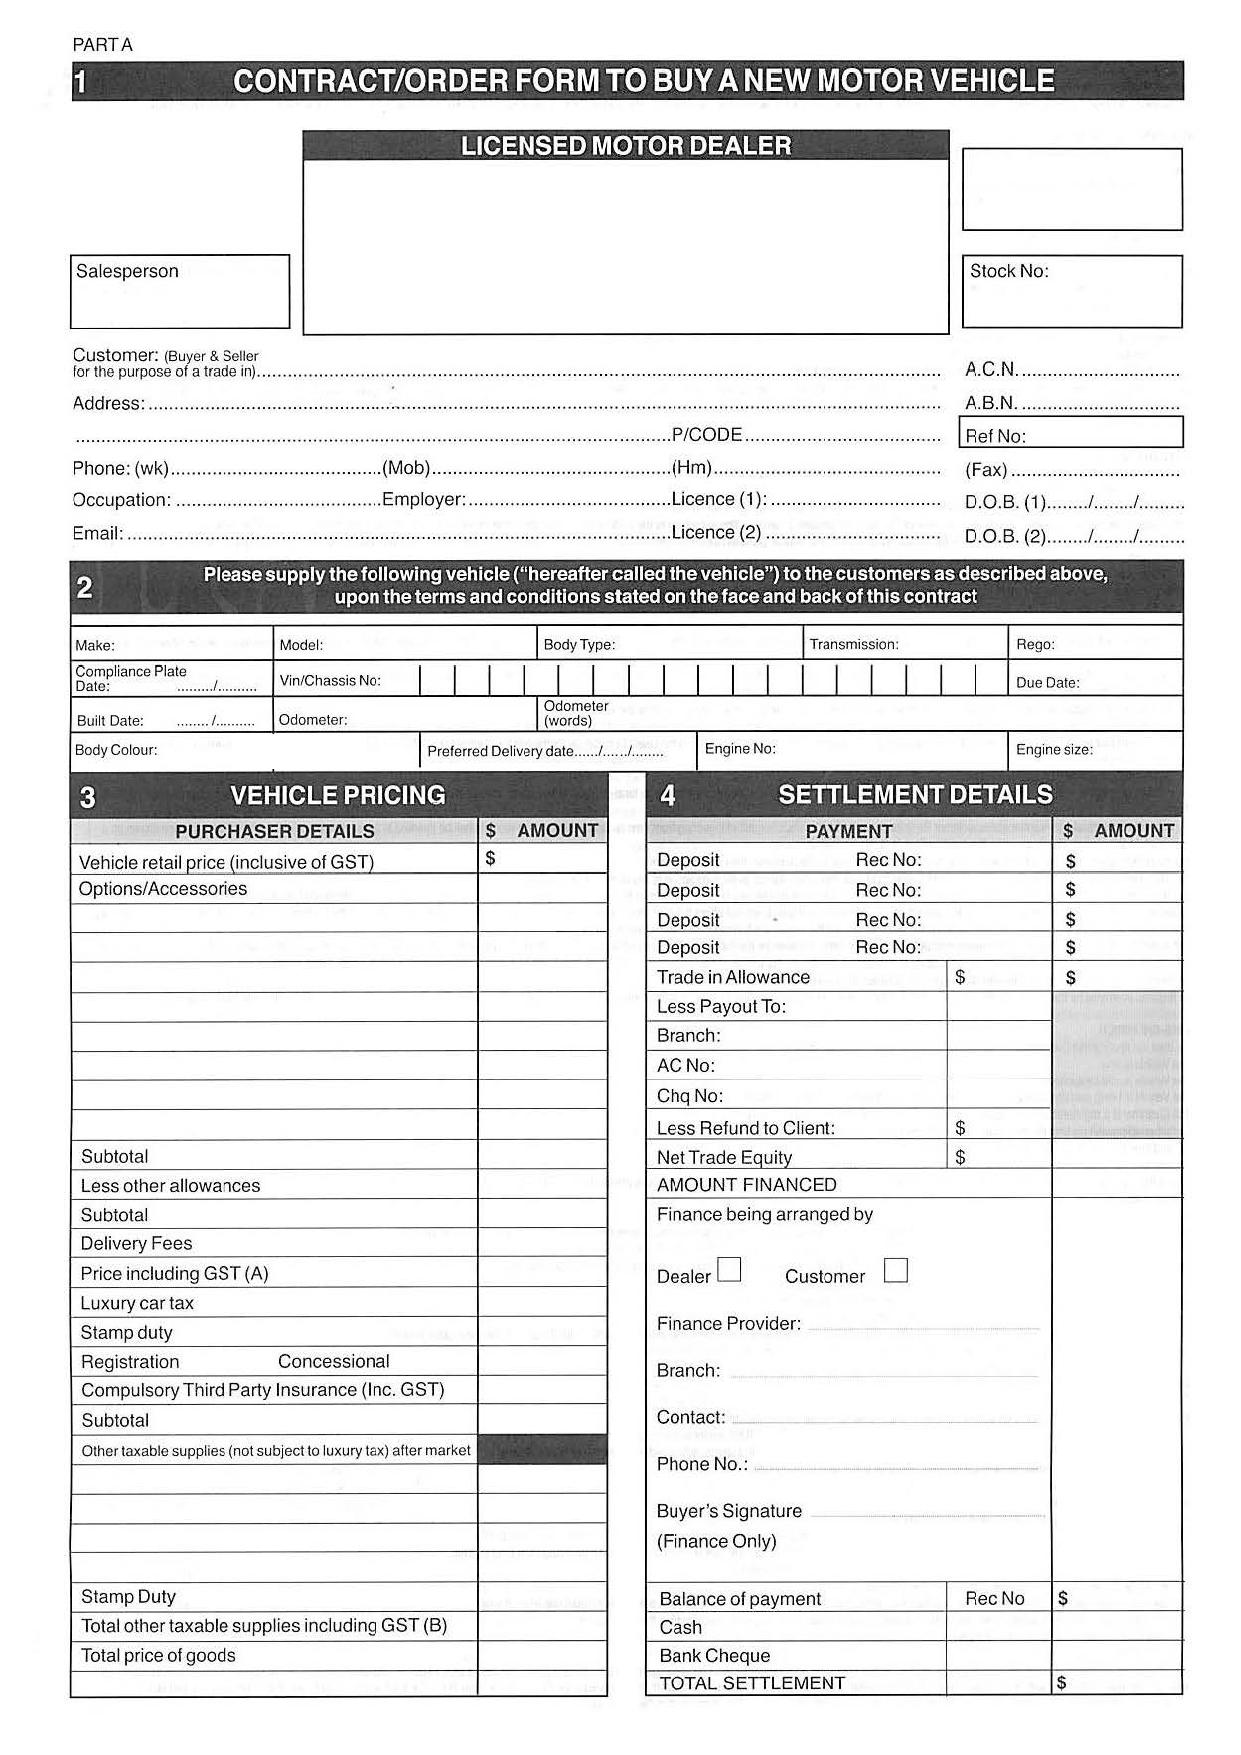 PART A
1 CONTRACT/ORDER FORM TO BUY A NEW MOTOR VEHICLE
LICENSED MOTOR DEALER
Salesperson
Stock No:
Customer: (Buyer & Seller
for the purpose of a trade in)
A.C.N.
Address:
A.B.N.
P/CODE
Ref No:
Phone: (wk) (Mob) (Hm) (Fax)
Occupation: Employer: Licence (1): D.O.B. (1) / /
Email: Licence (2) D.O.B. (2) / /
2 Please supply the following vehicle (“hereafter called the vehicle”) to the customers as described above,
upon the terms and conditions stated on the face and back of this contract
Make: Model: Body Type: Transmission: Rego:
Compliance Plate
Date: / Vin/Chassis No: Due Date:
Built Date: / Odometer: Odometer
(words)
Body Colour: Preferred Delivery date / / Engine No: Engine size:
3 VEHICLE PRICING
PURCHASER DETAILS $ AMOUNT
Vehicle retail price (inclusive of GST) $
Options/Accessories
Subtotal
Less other allowances
Subtotal
Delivery Fees
Price including GST (A)
Luxury car tax
Stamp duty
Registration Concessional
Compulsory Third Party Insurance (Inc. GST)
Subtotal
Other taxable supplies (not subject to luxury tax) after market
Stamp Duty
Total other taxable supplies including GST (B)
Total price of goods
4 SETTLEMENT DETAILS
PAYMENT $ AMOUNT
Deposit Rec No: $
Deposit Rec No: $
Deposit Rec No: $
Deposit Rec No: $
Trade in Allowance $ $
Less Payout To:
Branch:
AC No:
Chq No:
Less Refund to Client: $
Net Trade Equity $
AMOUNT FINANCED
Finance being arranged by
Dealer Customer
Finance Provider:
Branch:
Contact:
Phone No.:
Buyer's Signature
(Finance Only)
Balance of payment Rec No $
Cash
Bank Cheque
TOTAL SETTLEMENT $